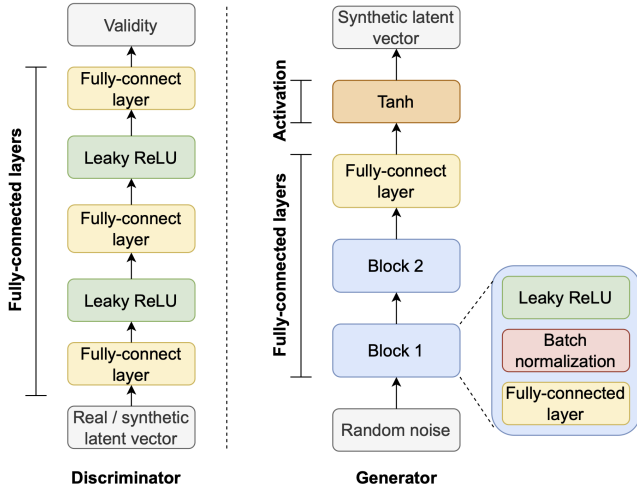 Validity
Fully-connect
layer
Leaky ReLU
Fully-connect
layer
Leaky ReLU
Fully-connect
layer
Real / synthetic
latent vector
Fully-connected layers
Discriminator
Synthetic latent
vector
Tanh
Activation
Fully-connect
layer
Block 2
Block 1
Random noise
Fully-connected layers
Generator
Leaky ReLU
Batch
normalization
Fully-connected
layer